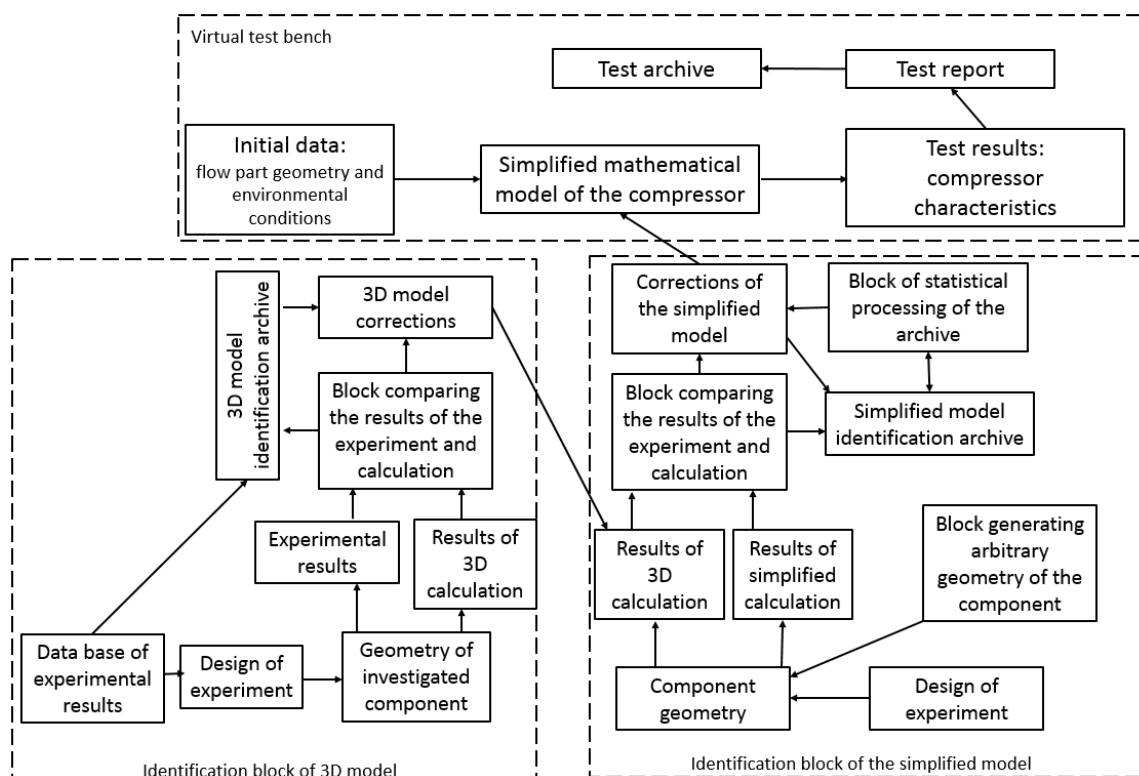 Virtual test bench
Test archive
Test report
Initial data:
flow part geometry and
environmental
conditions
Simplified mathematical
model of the compressor
Test results:
compressor
characteristics
3D model
identification archive
3D model
corrections
Block comparing
the results of the
experiment and
calculation
Experimental
results
Results of
3D
calculation
Data base of
experimental
results
Design of
experiment
Geometry of
investigated
component
Identification block of 3D model
Corrections of
the simplified
model
Block of statistical
processing of the
archive
Block comparing
the results of the
experiment and
calculation
Simplified model
identification archive
Results of
3D
calculation
Results of
simplified
calculation
Block generating
arbitrary
geometry of the
component
Component
geometry
Design of
experiment
Identification block of the simplified model